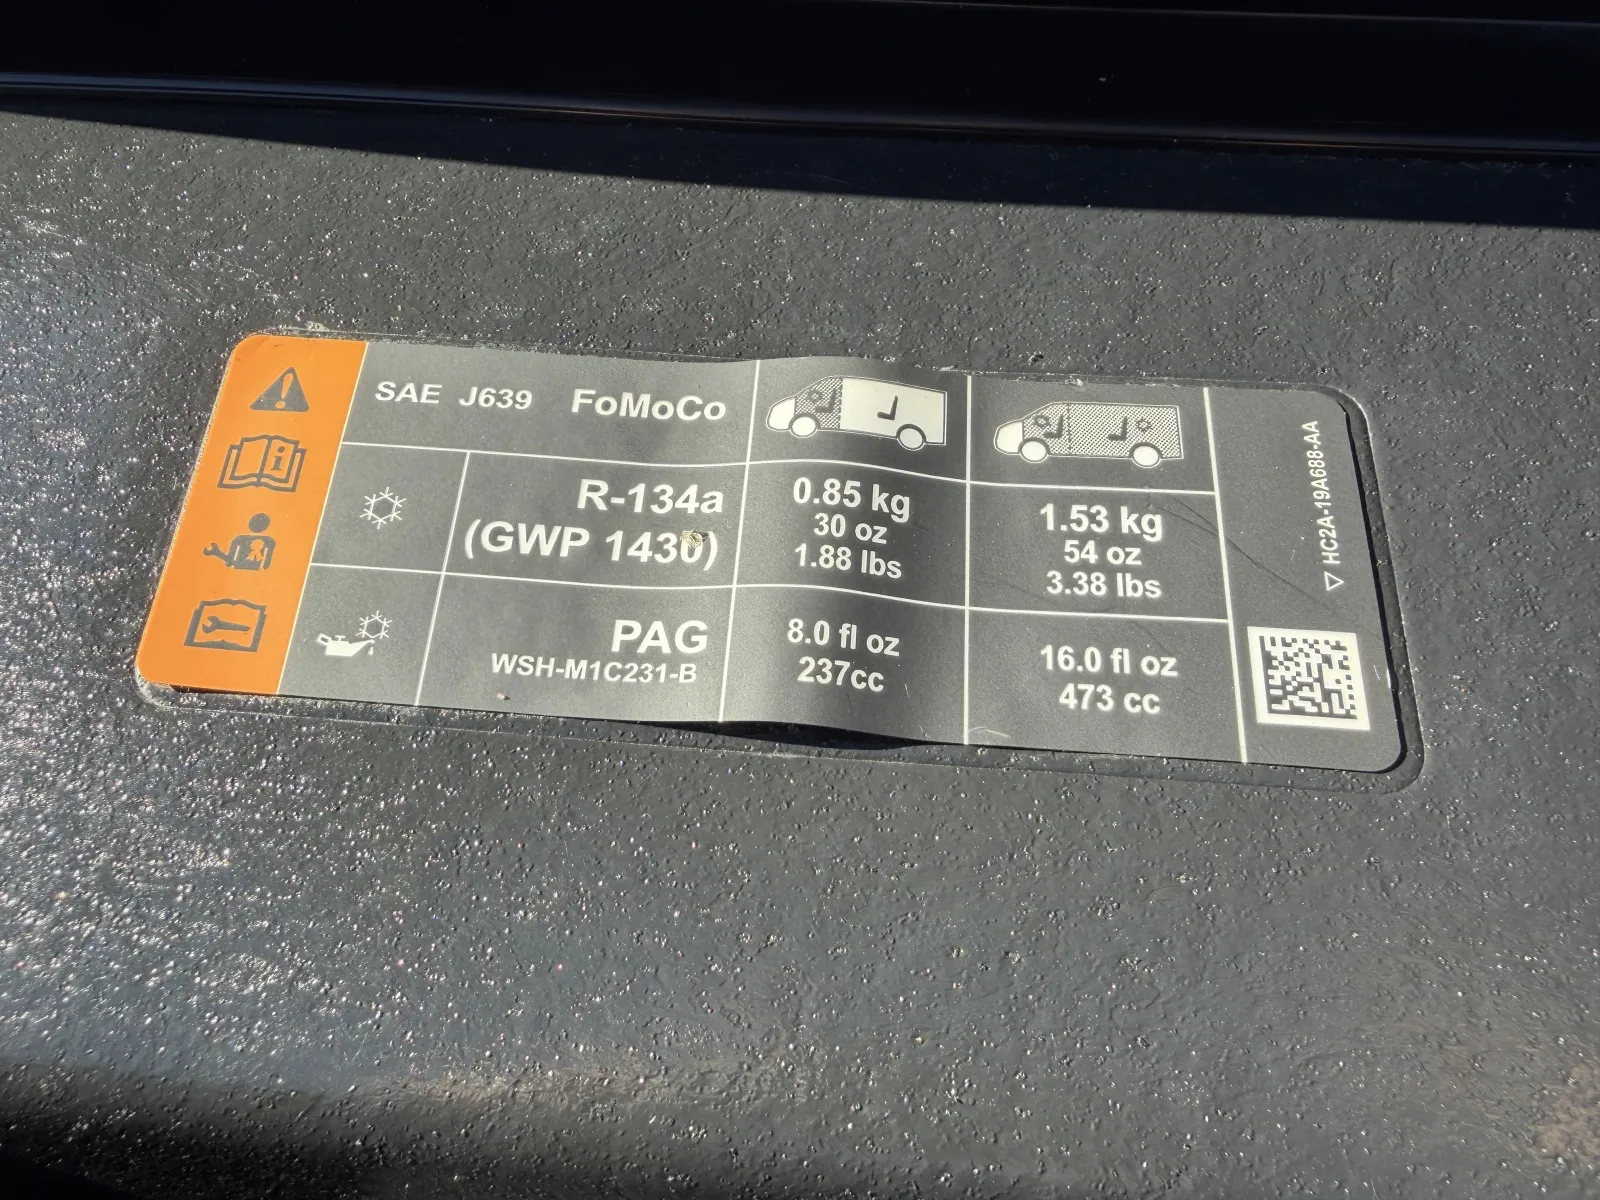 SAE J639 FoMoCo
R-134a
(GWP 1430)
0.85 kg
30 oz
1.88 lbs
1.53 kg
54 oz
3.38 lbs
PAG
WSH-M1C231-B
8.0 fl oz
237cc
16.0 fl oz
473 cc
HC2A-19A688-AA